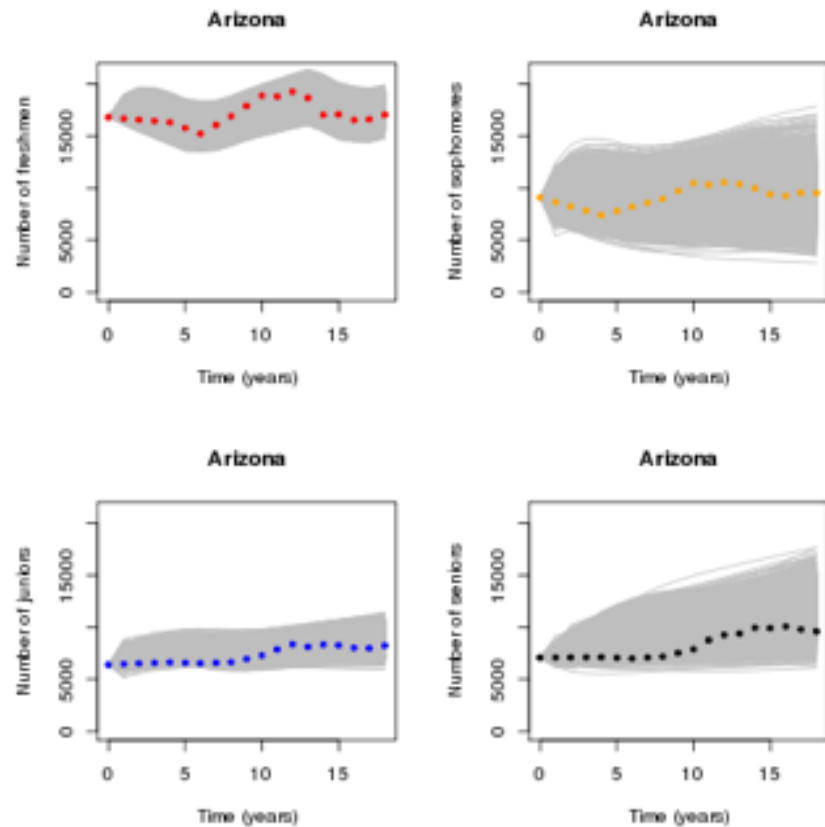 Arizona
Number of freshmen
15000
5000
0
0 5 10 15
Time (years)
Arizona
Number of sophomores
15000
5000
0
0 5 10 15
Time (years)
Arizona
Number of juniors
15000
5000
0
0 5 10 15
Time (years)
Arizona
Number of seniors
15000
5000
0
0 5 10 15
Time (years)